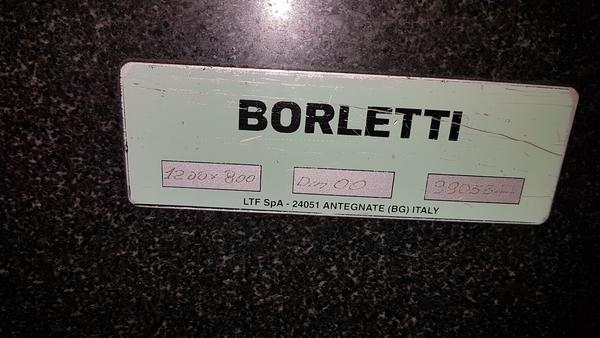 BORLETTI
1200x800 Din 00
LTF SpA - 24051 ANTEGNATE (BG) ITALY